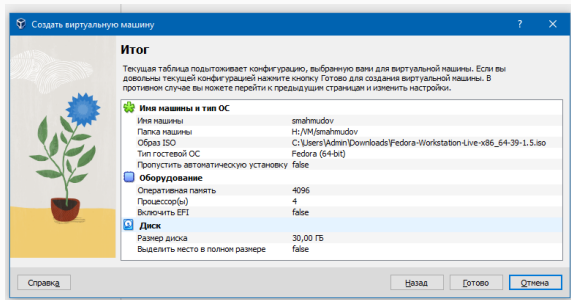 Создать виртуальную машину
Итог
Текущая таблица подытоживает конфигурацию, выбранную вами для виртуальной машины. Если вы
довольны текущей конфигурацией нажмите кнопку Готово для создания виртуальной машины. В
противном случае вы можете перейти к предыдущим страницам и изменить настройки.
Имя машины и тип ОС
Имя машины smahmudov
Папка машины H:/VM/smahmudov
Образ ISO C:\Users\Admin\Downloads\Fedora-Workstation-Live-x86_64-39-1.5.iso
Тип гостевой ОС Fedora (64-bit)
Пропустить автоматическую установку false
Оборудование
Оперативная память 4096
Процессор(ы) 4
Включить EFI false
Диск
Размер диска 30,00 ГБ
Выделить место в полном размере false
Справка Назад Готово Отмена